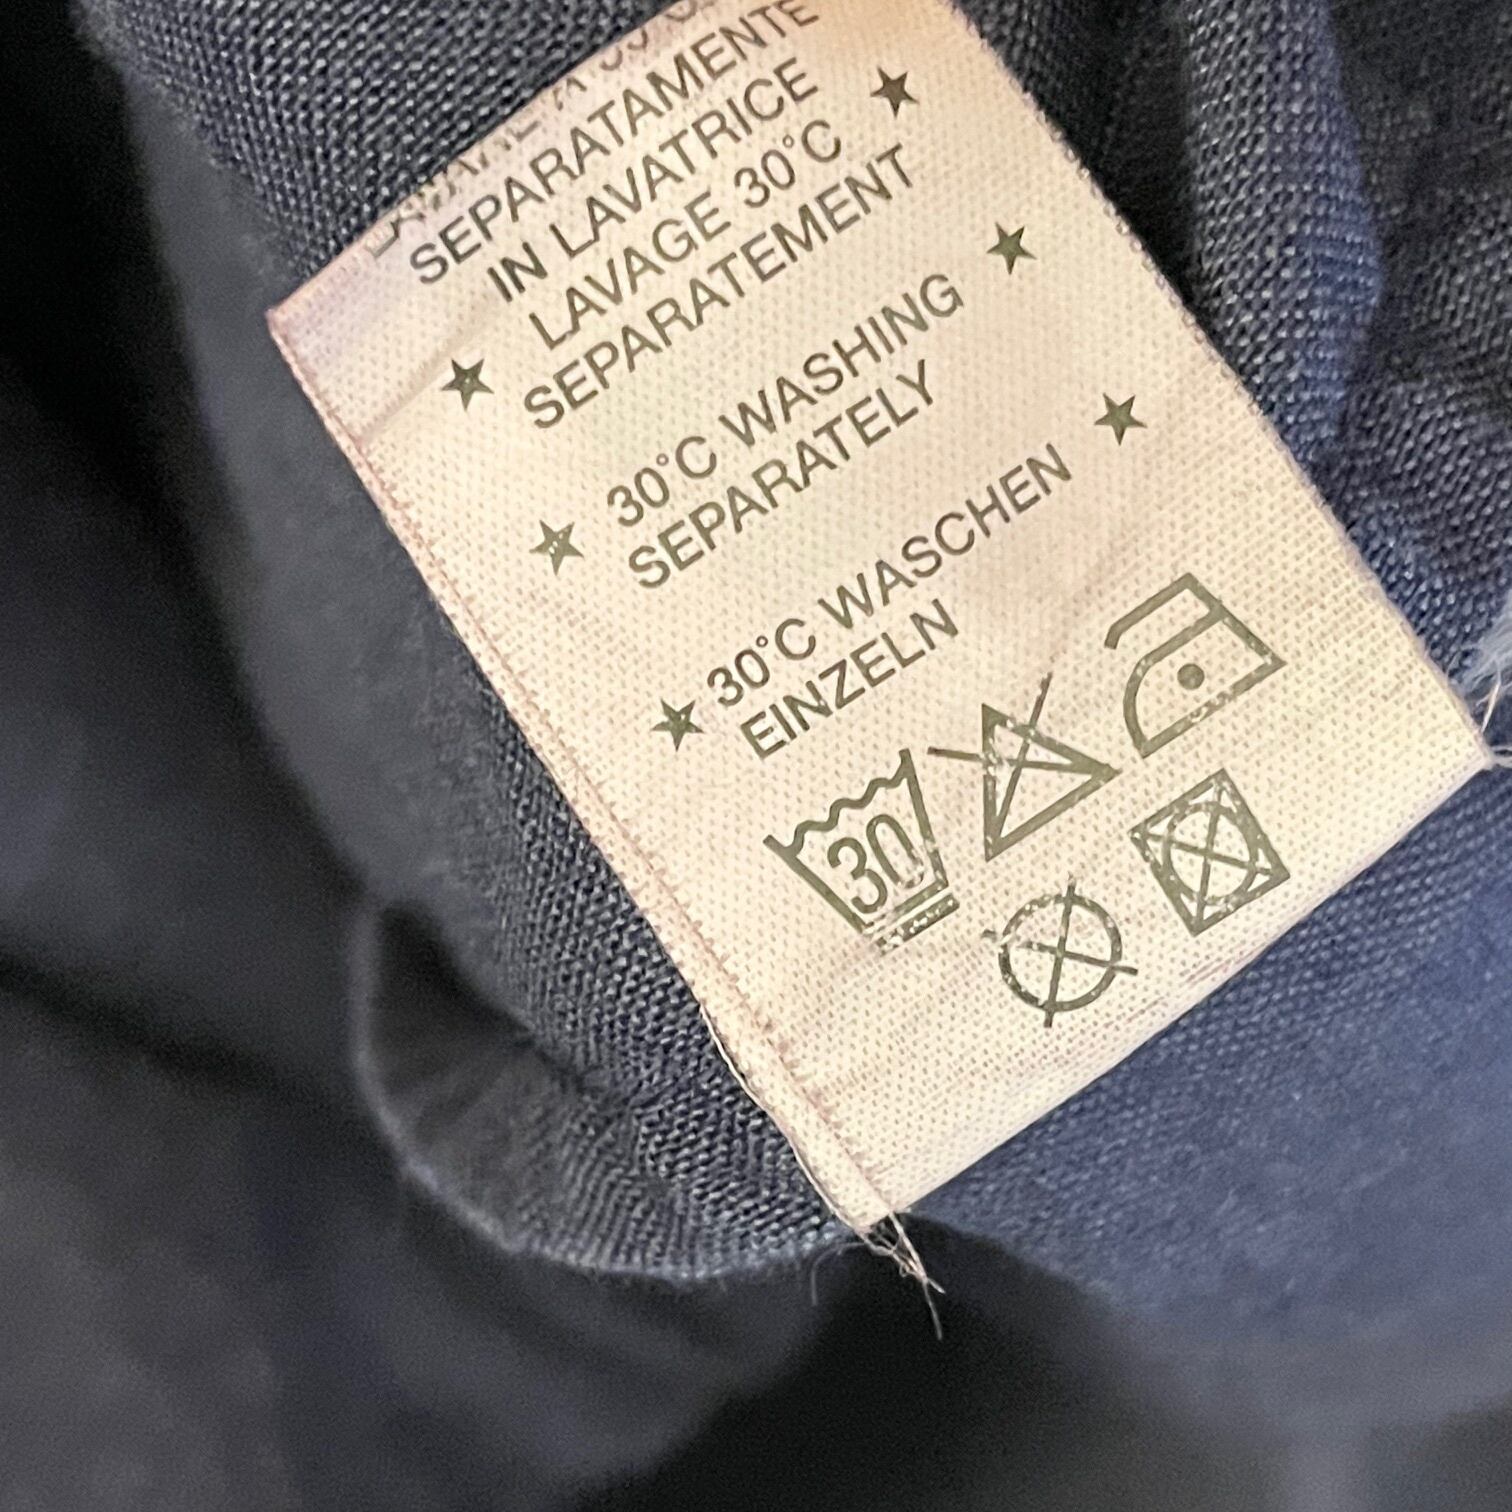 SEPARATAMENTE
IN LAVATRICE
★ LAVAGE 30°C ★
SEPARATEMENT
★ 30°C WASHING ★
SEPARATELY
★ 30°C WASCHEN ★
EINZELN
30